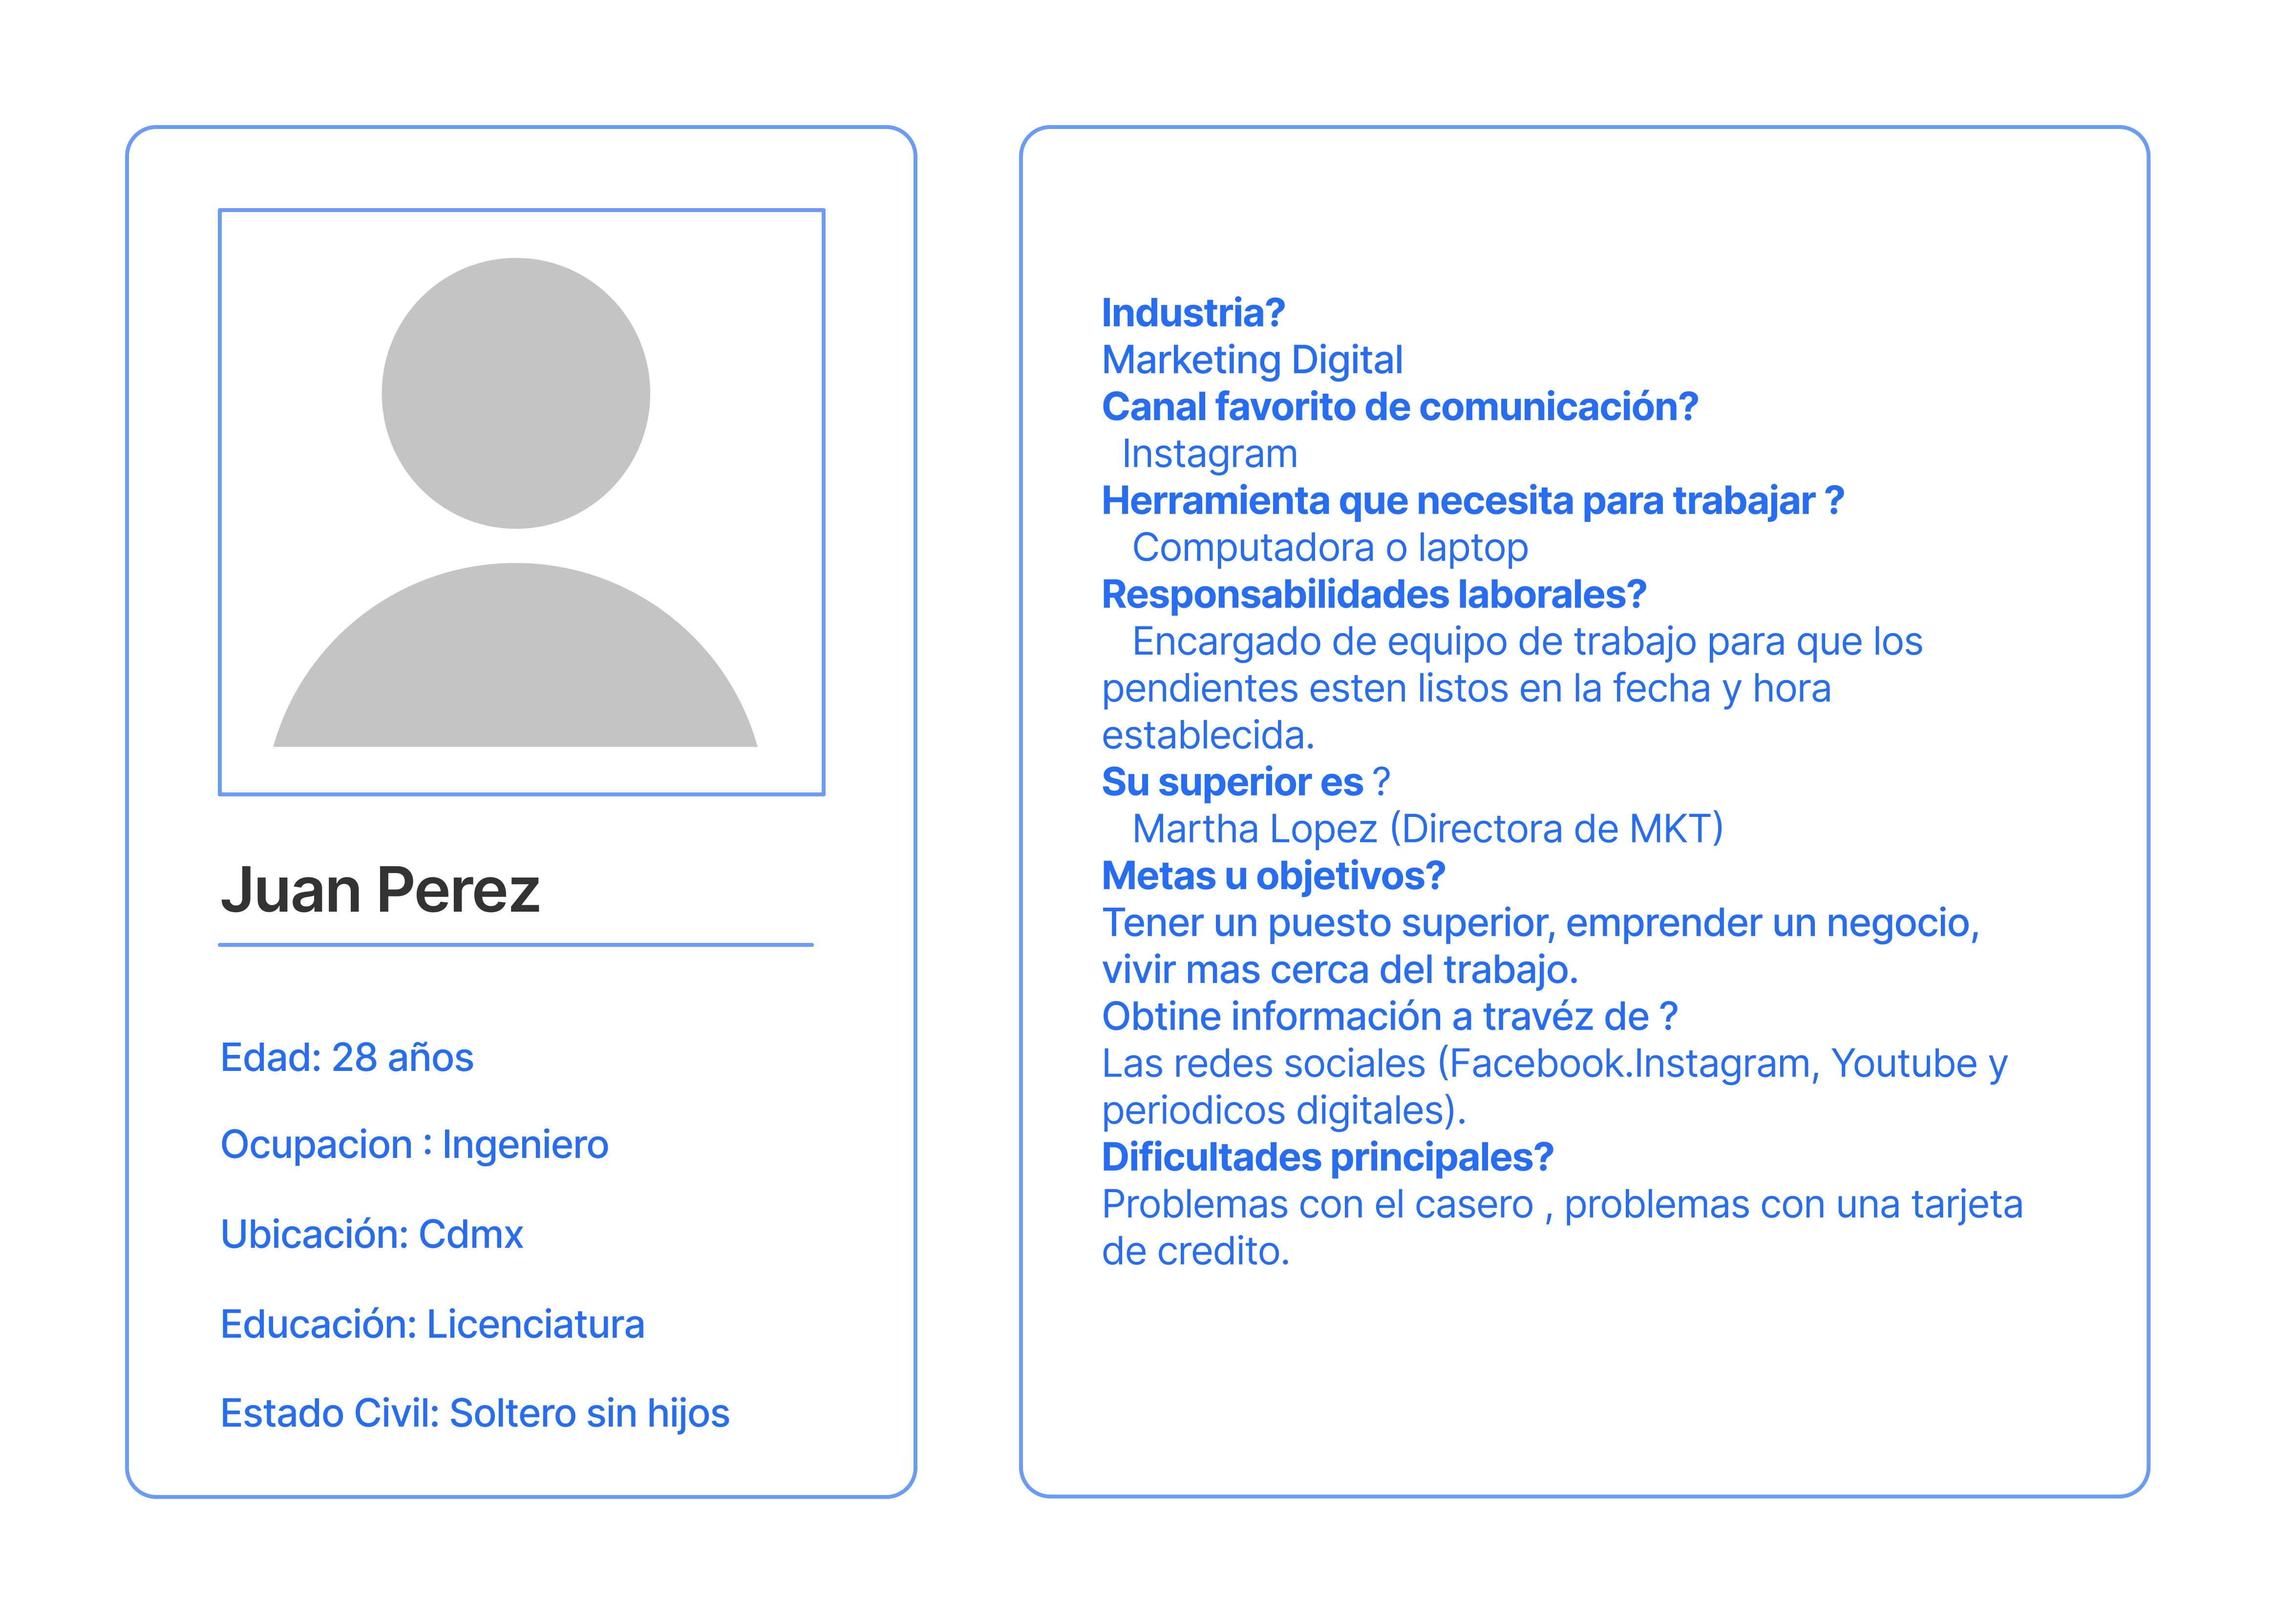 Juan Perez
Edad: 28 años
Ocupacion : Ingeniero
Ubicación: Cdmx
Educación: Licenciatura
Estado Civil: Soltero sin hijos
Industria?
Marketing Digital
Canal favorito de comunicación?
Instagram
Herramienta que necesita para trabajar ?
Computadora o laptop
Responsabilidades laborales?
Encargado de equipo de trabajo para que los
pendientes esten listos en la fecha y hora
establecida.
Su superior es ?
Martha Lopez (Directora de MKT)
Metas u objetivos?
Tener un puesto superior, emprender un negocio,
vivir mas cerca del trabajo.
Obtine información a travéz de ?
Las redes sociales (Facebook.Instagram, Youtube y
periodicos digitales).
Dificultades principales?
Problemas con el casero , problemas con una tarjeta
de credito.